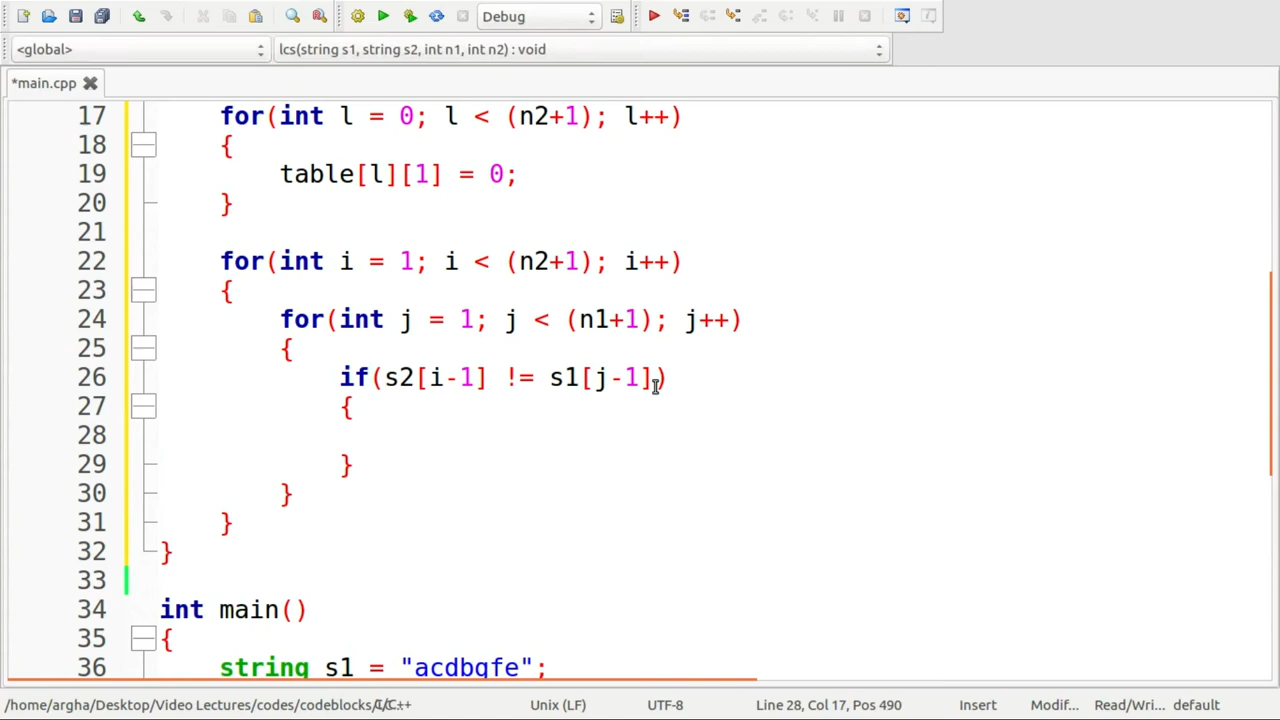 Debug
<global>
lcs(string s1, string s2, int n1, int n2) : void
*main.cpp
17 for(int l = 0; l < (n2+1); l++)
18 {
19 table[l][1] = 0;
20 }
21
22 for(int i = 1; i < (n2+1); i++)
23 {
24 for(int j = 1; j < (n1+1); j++)
25 {
26 if(s2[i-1] != s1[j-1])
27 {
28
29 }
30 }
31 }
32 }
33
34 int main()
35 {
36 string s1 = "acdbgfe";
/home/argha/Desktop/Video Lectures/codes/codeblocks/ C/C++ Unix (LF) UTF-8 Line 28, Col 17, Pos 490 Insert Modif... Read/Wri... default